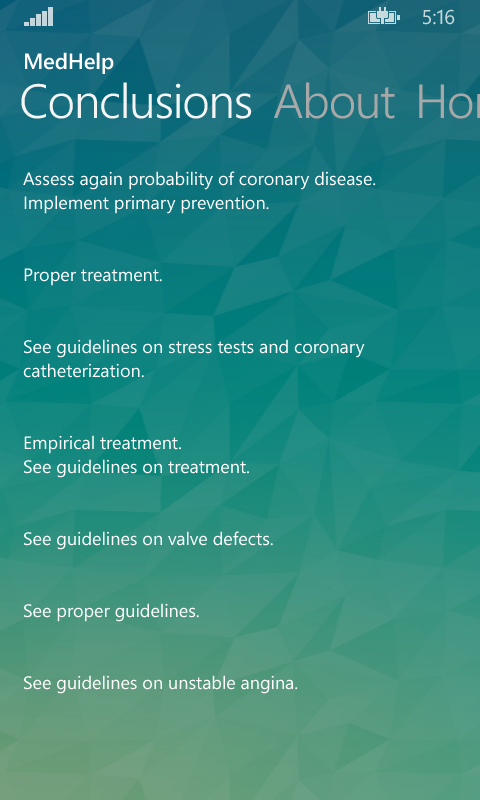 5:16
MedHelp
Conclusions About Ho
Assess again probability of coronary disease.
Implement primary prevention.
Proper treatment.
See guidelines on stress tests and coronary
catheterization.
Empirical treatment.
See guidelines on treatment.
See guidelines on valve defects.
See proper guidelines.
See guidelines on unstable angina.